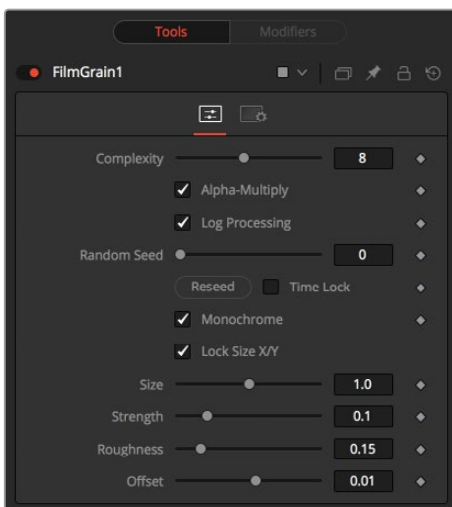 Tools Modifiers
FilmGrain1
Complexity 8
Alpha-Multiply
Log Processing
Random Seed 0
Reseed Time Lock
Monochrome
Lock Size X/Y
Size 1.0
Strength 0.1
Roughness 0.15
Offset 0.01